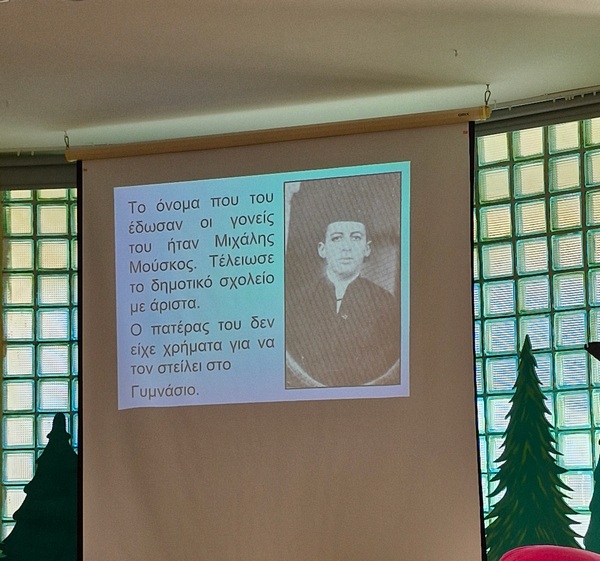 Το όνομα που του
έδωσαν οι γονείς
του ήταν Μιχάλης
Μούσκος. Τέλειωσε
το δημοτικό σχολείο
με άριστα.
Ο πατέρας του δεν
είχε χρήματα για να
τον στείλει στο
Γυμνάσιο.